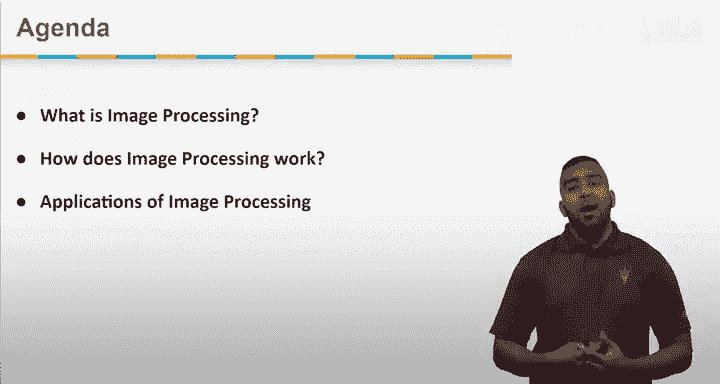 Agenda
● What is Image Processing?
● How does Image Processing work?
● Applications of Image Processing